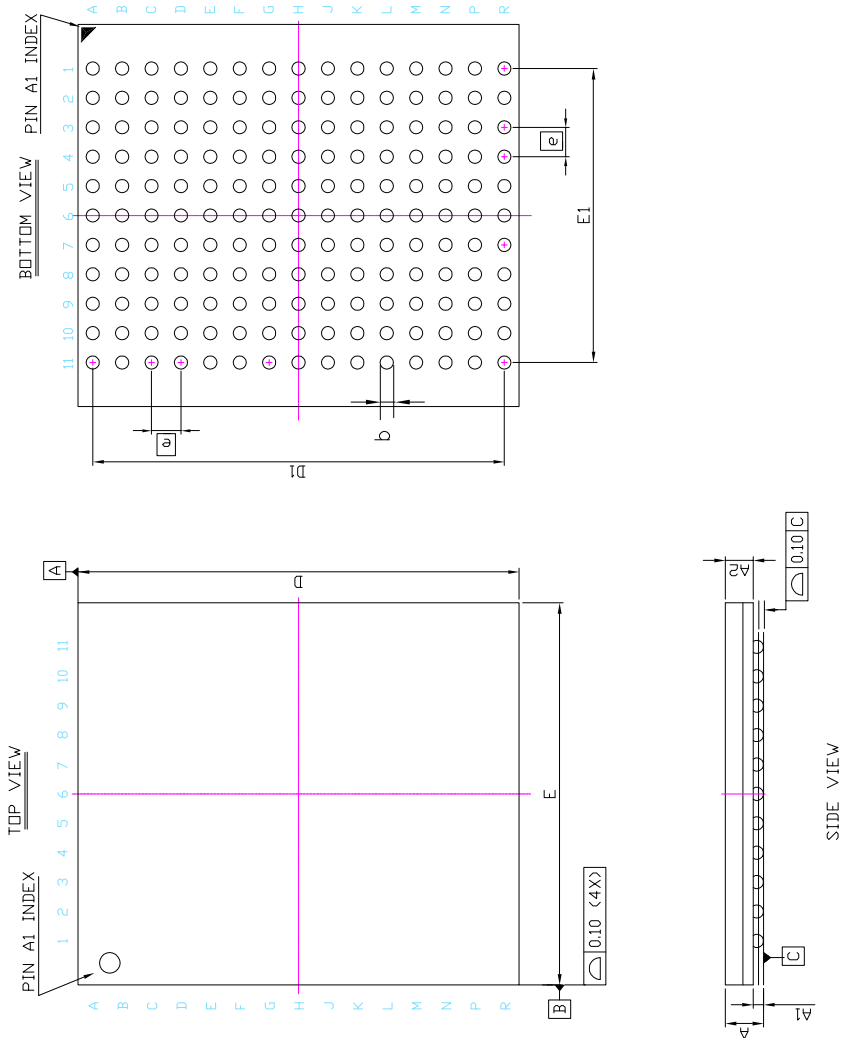 A B C D E F G H J K L M N P R
PIN A1 INDEX
BOTTOM VIEW
1 2 3 4 5 6 7 8 9 10 11
e
E1
e
b
D1
TOP VIEW
PIN A1 INDEX
1 2 3 4 5 6 7 8 9 10 11
A B C D E F G H J K L M N P R
A
D
E
B
0.10 (4X)
A2
0.10 C
C
A
A1
SIDE VIEW